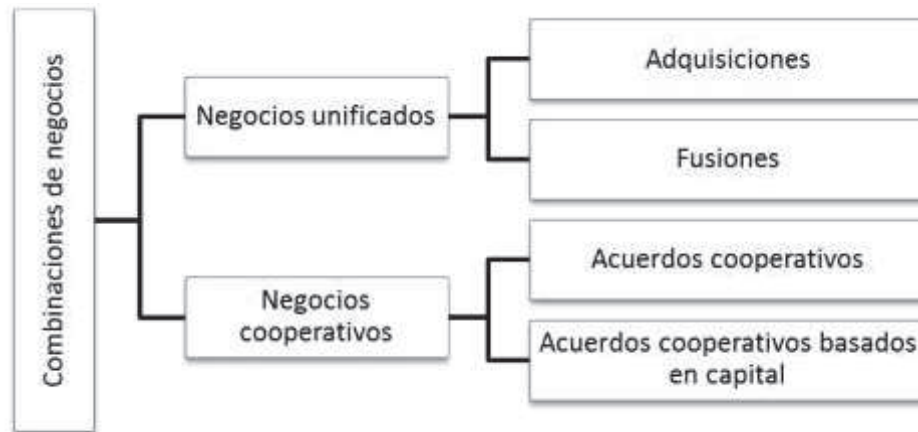 Combinaciones de negocios
Negocios unificados
Adquisiciones
Fusiones
Negocios
cooperativos
Acuerdos cooperativos
Acuerdos cooperativos basados
en capital